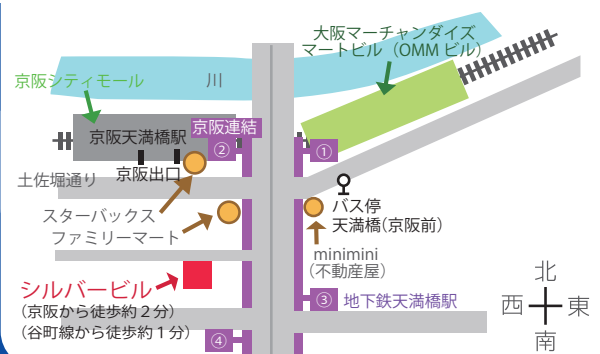 大阪マーチャンダイズ
マートビル（OMM ビル）
京阪シティモール
川
京阪連結
京阪天満橋駅
②
①
京阪出口
土佐堀通り
バス停
天満橋(京阪前)
スターバックス
ファミリーマート
minimini
（不動産屋）
シルバービル
（京阪から徒歩約２分）
（谷町線から徒歩約１分）
③ 地下鉄天満橋駅
④
北
西 東
南